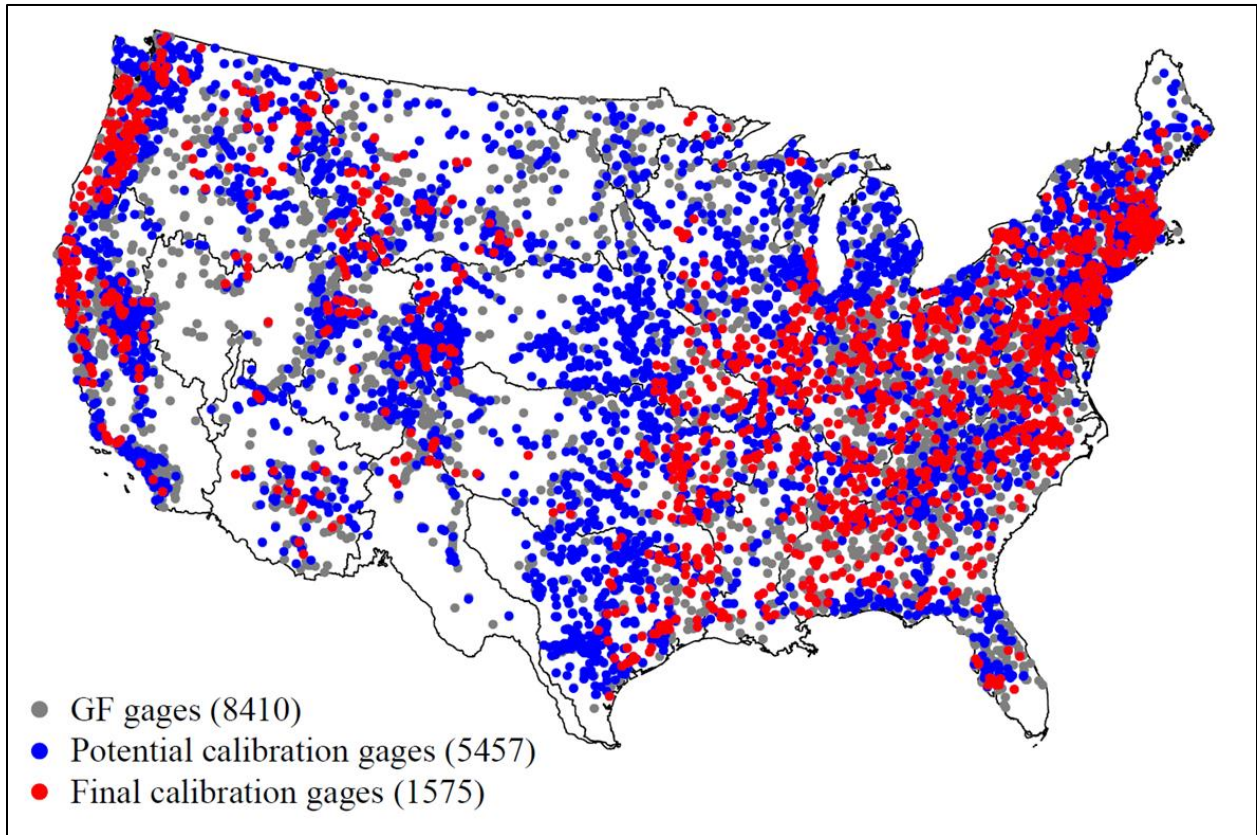 GF gages (8410)
Potential calibration gages (5457)
Final calibration gages (1575)